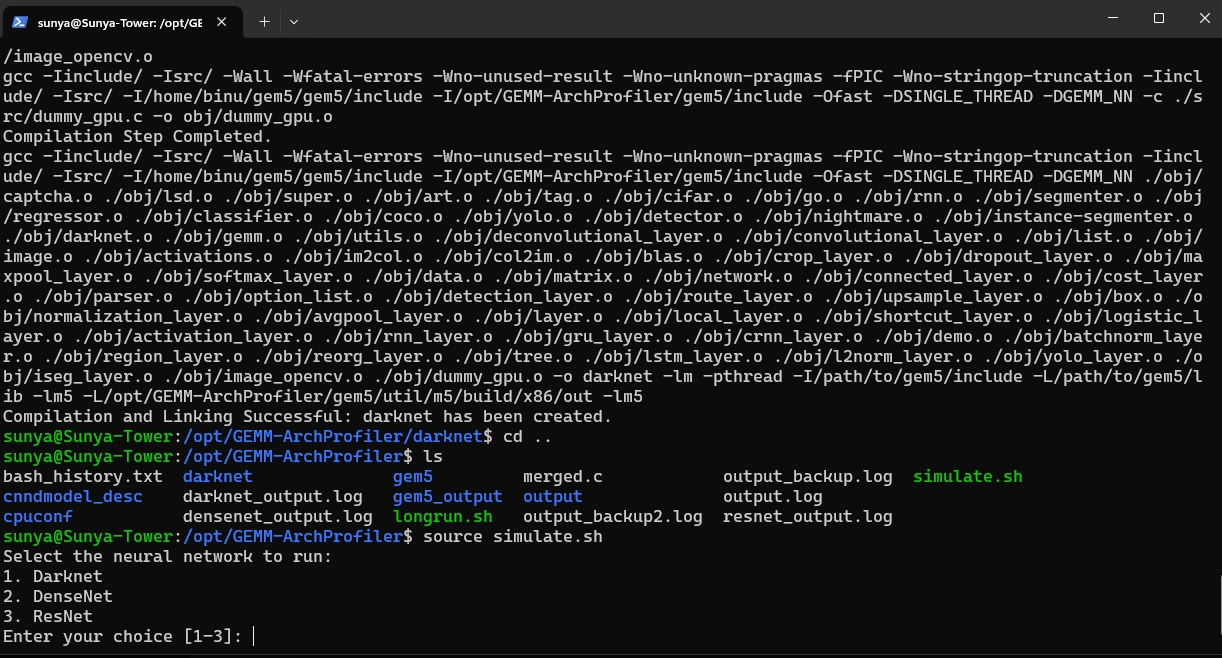 sunya@Sunya-Tower: /opt/GE
/image_opencv.o
gcc -Iinclude/ -Isrc/ -Wall -Wfatal-errors -Wno-unused-result -Wno-unknown-pragmas -fPIC -Wno-stringop-truncation -Iincl
ude/ -Isrc/ -I/home/binu/gem5/gem5/include -I/opt/GEMM-ArchProfiler/gem5/include -Ofast -DSINGLE_THREAD -DGEMM_NN -c ./s
rc/dummy_gpu.c -o obj/dummy_gpu.o
Compilation Step Completed.
gcc -Iinclude/ -Isrc/ -Wall -Wfatal-errors -Wno-unused-result -Wno-unknown-pragmas -fPIC -Wno-stringop-truncation -Iincl
ude/ -Isrc/ -I/home/binu/gem5/gem5/include -I/opt/GEMM-ArchProfiler/gem5/include -Ofast -DSINGLE_THREAD -DGEMM_NN ./obj/
captcha.o ./obj/lsd.o ./obj/super.o ./obj/art.o ./obj/tag.o ./obj/cifar.o ./obj/go.o ./obj/rnn.o ./obj/segmenter.o ./obj
/regressor.o ./obj/classifier.o ./obj/coco.o ./obj/yolo.o ./obj/detector.o ./obj/nightmare.o ./obj/instance-segmenter.o
./obj/darknet.o ./obj/gemm.o ./obj/utils.o ./obj/deconvolutional_layer.o ./obj/convolutional_layer.o ./obj/list.o ./obj/
image.o ./obj/activations.o ./obj/im2col.o ./obj/col2im.o ./obj/blas.o ./obj/crop_layer.o ./obj/dropout_layer.o ./obj/ma
xpool_layer.o ./obj/softmax_layer.o ./obj/data.o ./obj/matrix.o ./obj/network.o ./obj/connected_layer.o ./obj/cost_layer
.o ./obj/parser.o ./obj/option_list.o ./obj/detection_layer.o ./obj/route_layer.o ./obj/upsample_layer.o ./obj/box.o ./o
bj/normalization_layer.o ./obj/avgpool_layer.o ./obj/layer.o ./obj/local_layer.o ./obj/shortcut_layer.o ./obj/logistic_l
ayer.o ./obj/activation_layer.o ./obj/rnn_layer.o ./obj/gru_layer.o ./obj/crnn_layer.o ./obj/demo.o ./obj/batchnorm_laye
r.o ./obj/region_layer.o ./obj/reorg_layer.o ./obj/tree.o ./obj/lstm_layer.o ./obj/l2norm_layer.o ./obj/yolo_layer.o ./o
bj/iseg_layer.o ./obj/image_opencv.o ./obj/dummy_gpu.o -o darknet -lm -pthread -I/path/to/gem5/include -L/path/to/gem5/l
ib -lm5 -L/opt/GEMM-ArchProfiler/gem5/util/m5/build/x86/out -lm5
Compilation and Linking Successful: darknet has been created.
sunya@Sunya-Tower:/opt/GEMM-ArchProfiler/darknet$ cd ..
sunya@Sunya-Tower:/opt/GEMM-ArchProfiler$ ls
bash_history.txt darknet gem5 merged.c output_backup.log simulate.sh
cnndmodel_desc darknet_output.log gem5_output output output.log
cpuconf densenet_output.log longrun.sh output_backup2.log resnet_output.log
sunya@Sunya-Tower:/opt/GEMM-ArchProfiler$ source simulate.sh
Select the neural network to run:
1. Darknet
2. DenseNet
3. ResNet
Enter your choice [1-3]: